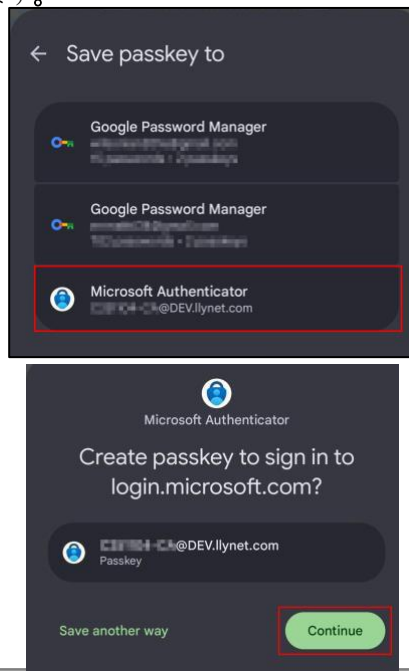 す。
← Save passkey to
Google Password Manager
Google Password Manager
Microsoft Authenticator
@DEV.llynet.com
Microsoft Authenticator
Create passkey to sign in to
login.microsoft.com?
@DEV.llynet.com
Passkey
Save another way
Continue